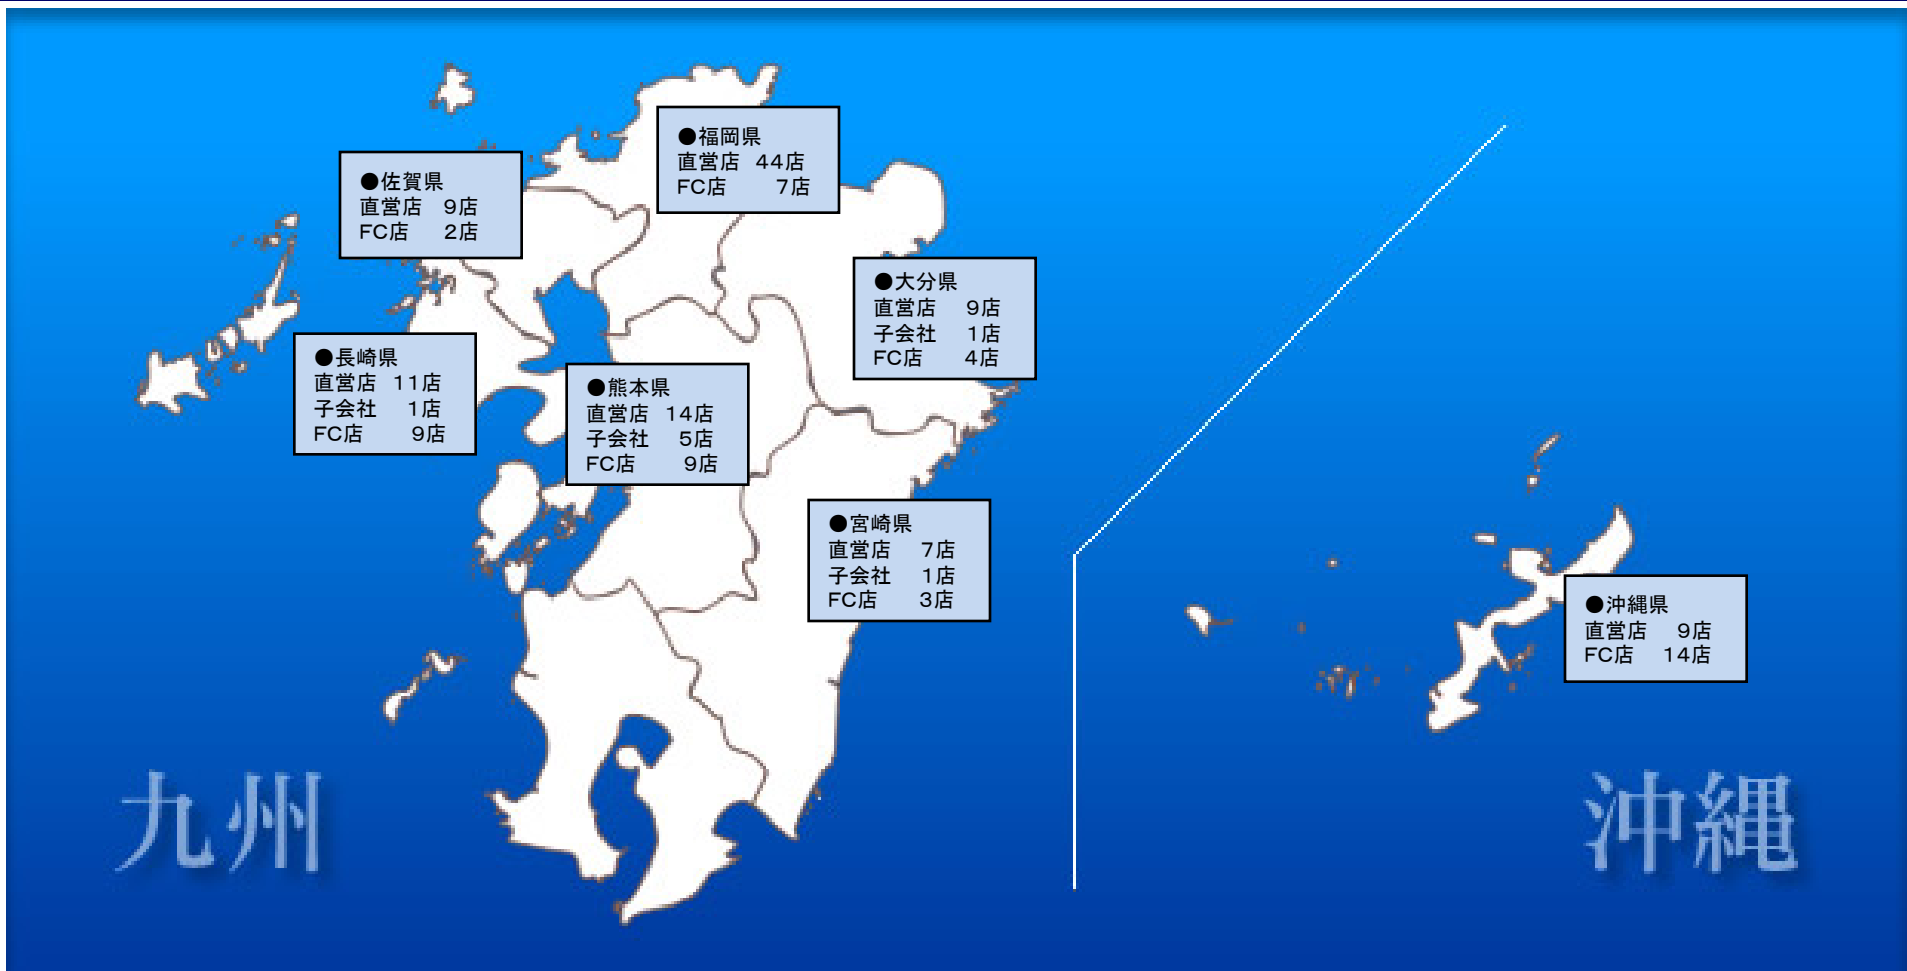 ●福岡県
直営店 44店
FC店 7店
●佐賀県
直営店 9店
FC店 2店
●大分県
直営店 9店
子会社 1店
FC店 4店
●長崎県
直営店 11店
子会社 1店
FC店 9店
●熊本県
直営店 14店
子会社 5店
FC店 9店
●宮崎県
直営店 7店
子会社 1店
FC店 3店
●沖縄県
直営店 9店
FC店 14店
九州
沖縄